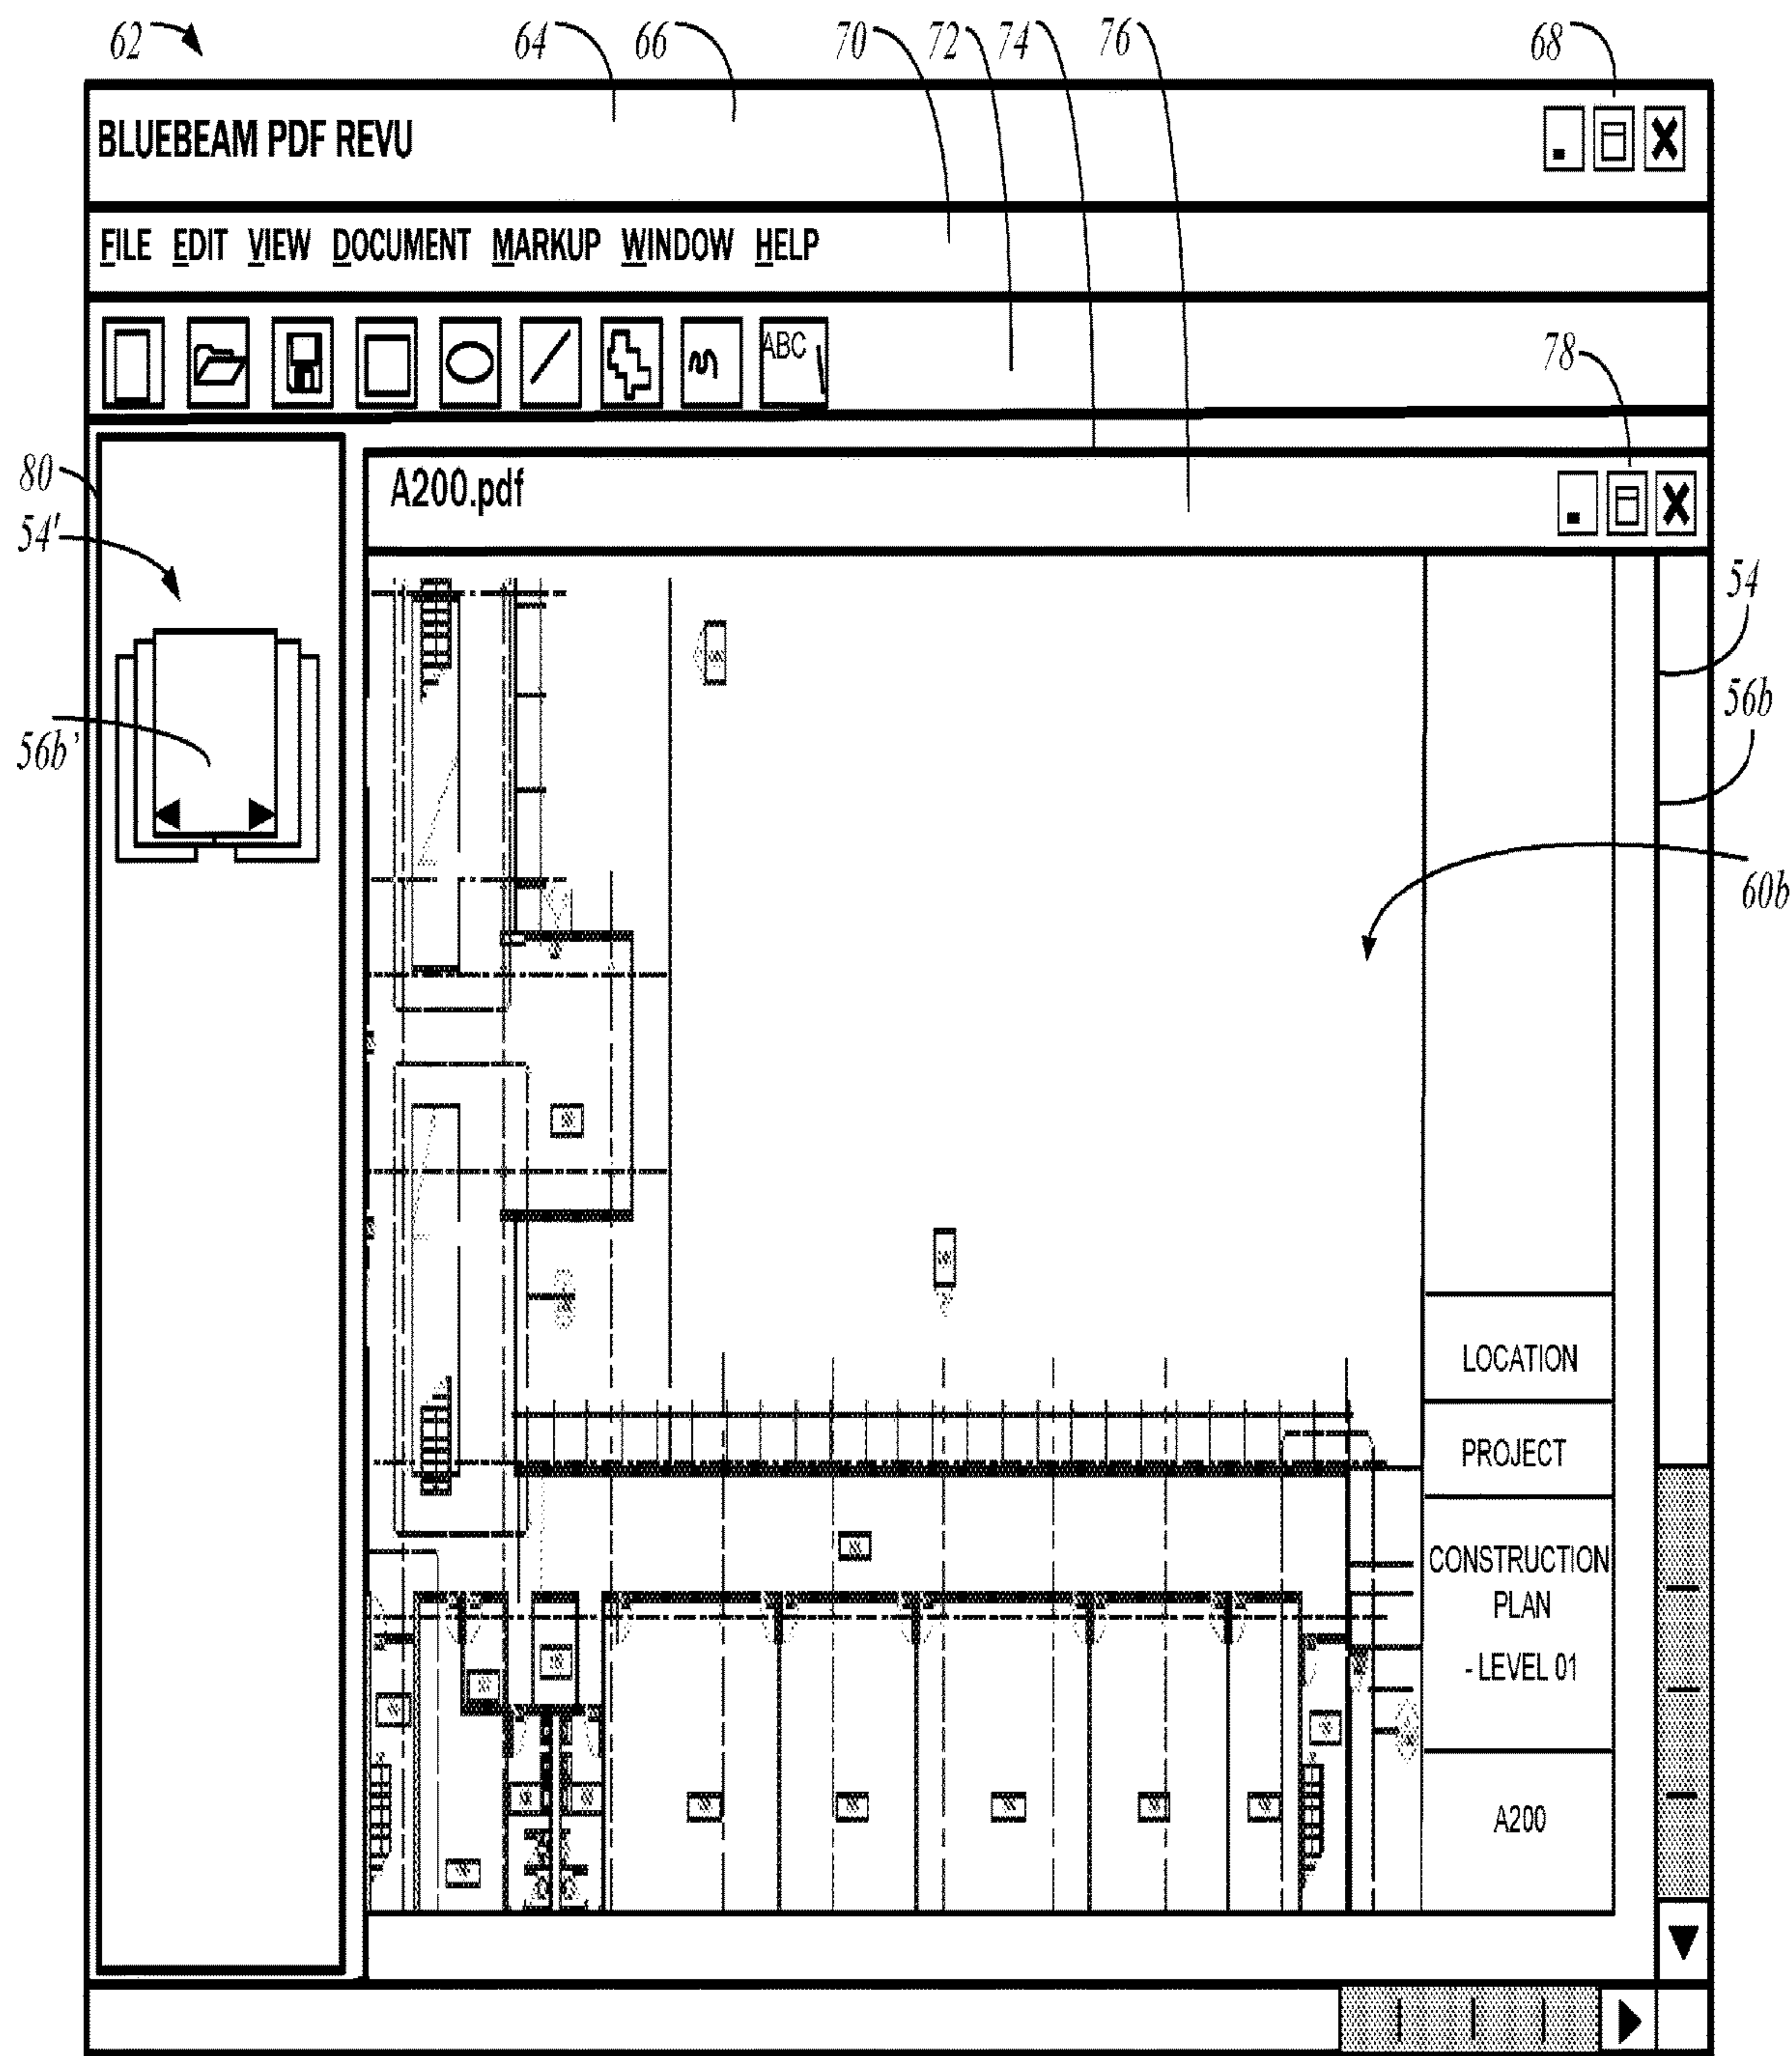 62 64 66 70 72 74 76 68
BLUEBEAM PDF REVU
FILE EDIT VIEW DOCUMENT MARKUP WINDOW HELP
ABC
78
80
A200.pdf
54'
54
56b
56b'
60b
LOCATION
PROJECT
CONSTRUCTION
PLAN
- LEVEL 01
A200